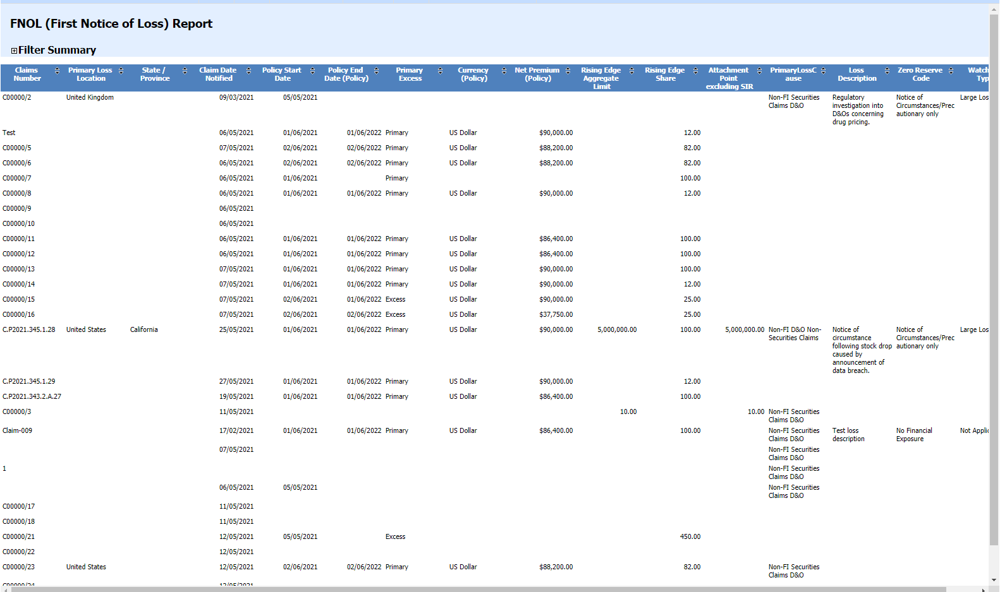 FNOL (First Notice of Loss) Report
Filter Summary
Claims Number Primary Loss Location State / Province Claim Date Notified Policy Start Date Policy End Date (Policy) Primary Excess Currency (Policy) Net Premium (Policy) Rising Edge Aggregate Limit Rising Edge Share Attachment Point excluding SIR PrimaryLossCause Loss Description Zero Reserve Code Watch Typ
C00000/2 United Kingdom 09/03/2021 05/05/2021 Non-FI Securities Claims D&O Regulatory investigation into D&Os concerning drug pricing. Notice of Circumstances/Precautionary only Large Los
Test 06/05/2021 01/06/2021 01/06/2022 Primary US Dollar $90,000.00 12.00
C00000/5 07/05/2021 02/06/2021 02/06/2022 Primary US Dollar $88,200.00 82.00
C00000/6 06/05/2021 02/06/2021 02/06/2022 Primary US Dollar $88,200.00 82.00
C00000/7 06/05/2021 01/06/2021 Primary 100.00
C00000/8 06/05/2021 01/06/2021 01/06/2022 Primary US Dollar $90,000.00 12.00
C00000/9 06/05/2021
C00000/10 06/05/2021
C00000/11 06/05/2021 01/06/2021 01/06/2022 Primary US Dollar $86,400.00 100.00
C00000/12 06/05/2021 01/06/2021 01/06/2022 Primary US Dollar $86,400.00 100.00
C00000/13 07/05/2021 01/06/2021 01/06/2022 Primary US Dollar $90,000.00 100.00
C00000/14 07/05/2021 01/06/2021 01/06/2022 Primary US Dollar $90,000.00 12.00
C00000/15 07/05/2021 02/06/2021 01/06/2022 Excess US Dollar $90,000.00 25.00
C00000/16 07/05/2021 02/06/2021 02/06/2022 Excess US Dollar $37,750.00 25.00
C.P2021.345.1.28 United States California 25/05/2021 01/06/2021 01/06/2022 Primary US Dollar $90,000.00 5,000,000.00 100.00 5,000,000.00 Non-FI D&O Non-Securities Claims Notice of circumstance following stock drop caused by announcement of data breach. Notice of Circumstances/Precautionary only Large Los
C.P2021.345.1.29 27/05/2021 01/06/2021 01/06/2022 Primary US Dollar $90,000.00 12.00
C.P2021.343.2.A.27 19/05/2021 01/06/2021 01/06/2022 Primary US Dollar $86,400.00 100.00
C00000/3 11/05/2021 10.00 10.00 Non-FI Securities Claims D&O
Claim-009 17/02/2021 01/06/2021 01/06/2022 Primary US Dollar $86,400.00 100.00 Non-FI Securities Claims D&O Test loss description No Financial Exposure Not Applic
07/05/2021 Non-FI Securities Claims D&O
1 Non-FI Securities Claims D&O
06/05/2021 05/05/2021 Non-FI Securities Claims D&O
C00000/17 11/05/2021
C00000/18 11/05/2021
C00000/21 12/05/2021 05/05/2021 Excess 450.00
C00000/22 12/05/2021
C00000/23 United States 12/05/2021 02/06/2021 02/06/2022 Primary US Dollar $88,200.00 82.00 Non-FI Securities Claims D&O
C00000/24 12/05/2021